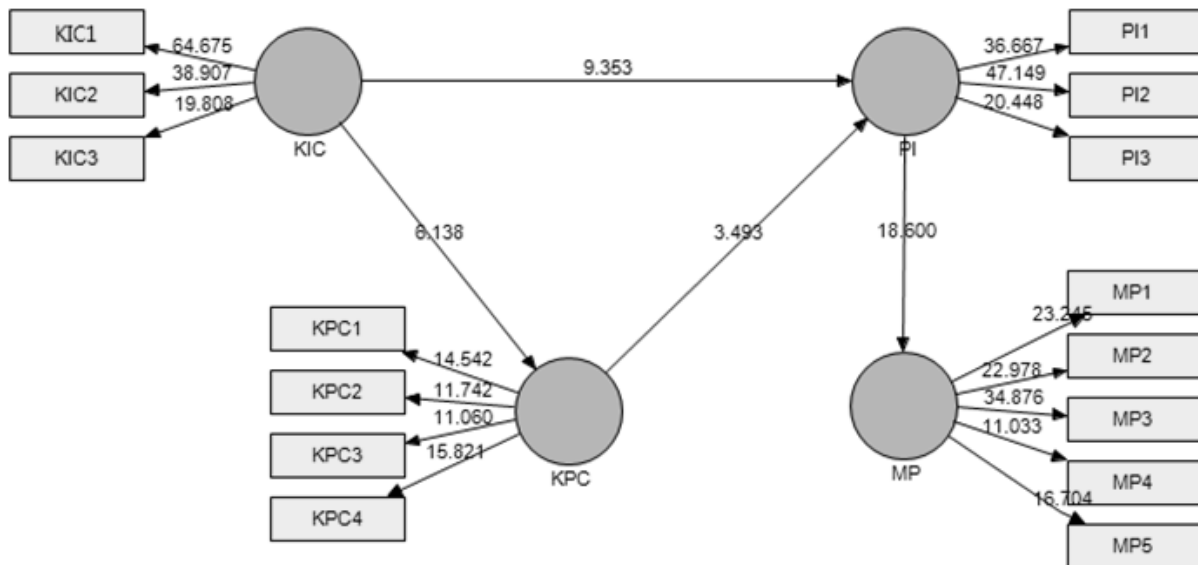 KIC1
64.675
KIC2
38.907
KIC3
19.808
KIC
9.353
PI
36.667
PI1
47.149
PI2
20.448
PI3
6.138
3.493
18.600
KPC1
14.542
KPC2
11.742
KPC3
11.060
KPC4
15.821
KPC
MP
23.245
MP1
22.978
MP2
34.876
MP3
11.033
MP4
16.704
MP5